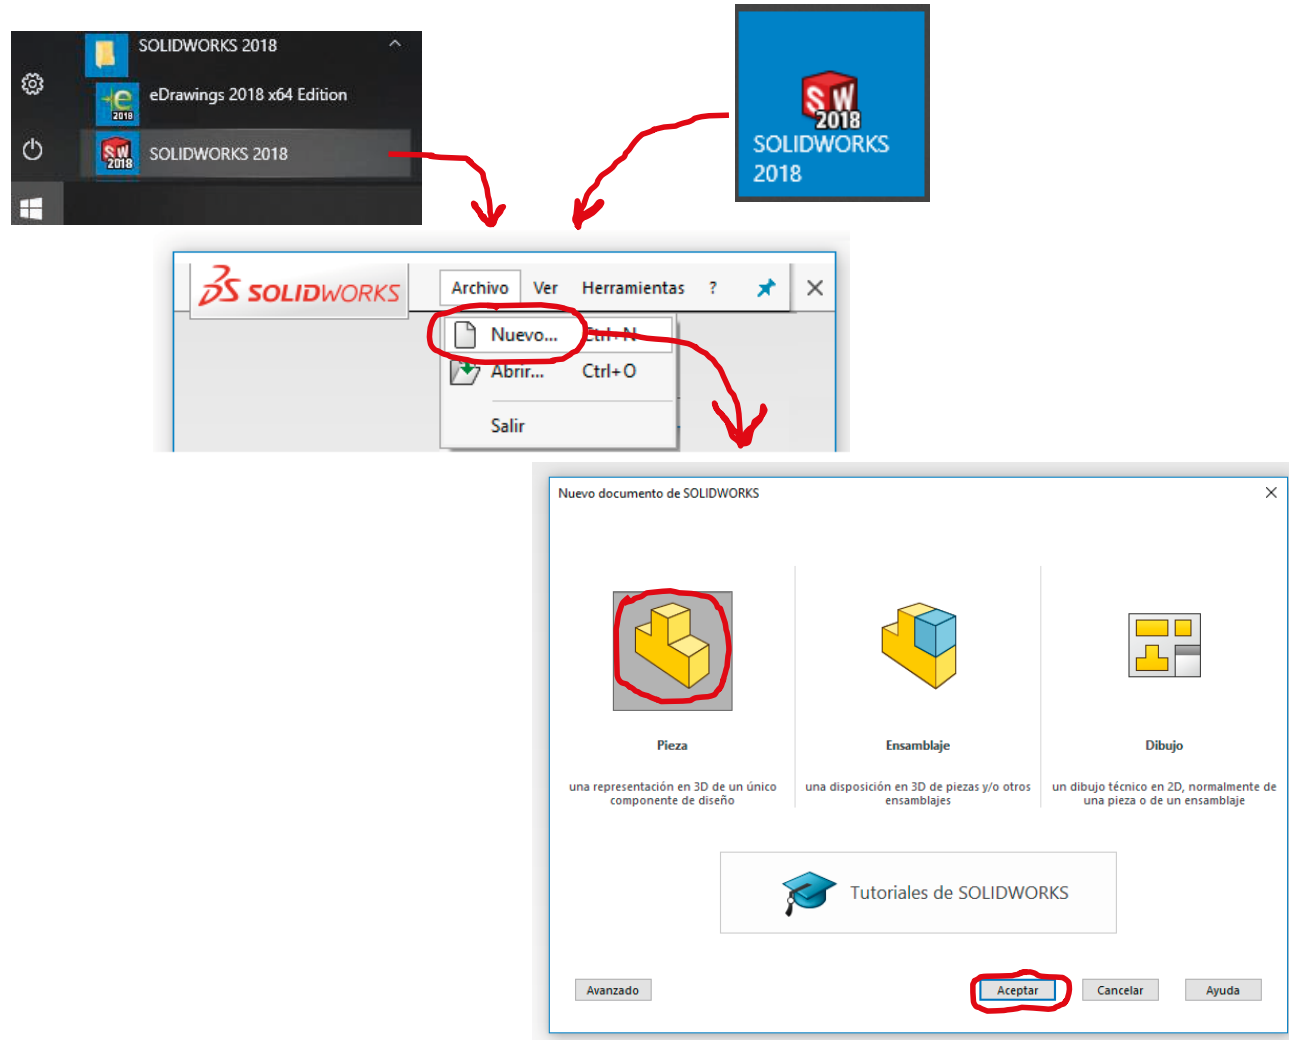 SOLIDWORKS 2018
eDrawings 2018 x64 Edition
2018
SOLIDWORKS 2018
SW
2018
SW
2018
SOLIDWORKS
2018
SOLIDWORKS
Archivo Ver Herramientas ?
Nuevo... Ctrl+N
Abrir... Ctrl+O
Salir
Nuevo documento de SOLIDWORKS
Pieza
una representación en 3D de un único
componente de diseño
Ensamblaje
una disposición en 3D de piezas y/o otros
ensamblajes
Dibujo
un dibujo técnico en 2D, normalmente de
una pieza o de un ensamblaje
Tutoriales de SOLIDWORKS
Avanzado
Aceptar
Cancelar
Ayuda